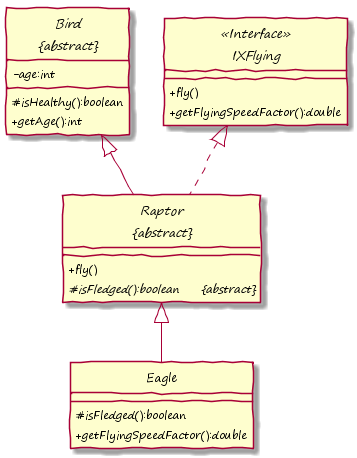 Bird
{abstract}
-age:int
#isHealthy():boolean
+getAge():int
«Interface»
IXFlying
+fly()
+getFlyingSpeedFactor():double
Raptor
{abstract}
+fly()
#isFledged():boolean {abstract}
Eagle
#isFledged():boolean
+getFlyingSpeedFactor():double